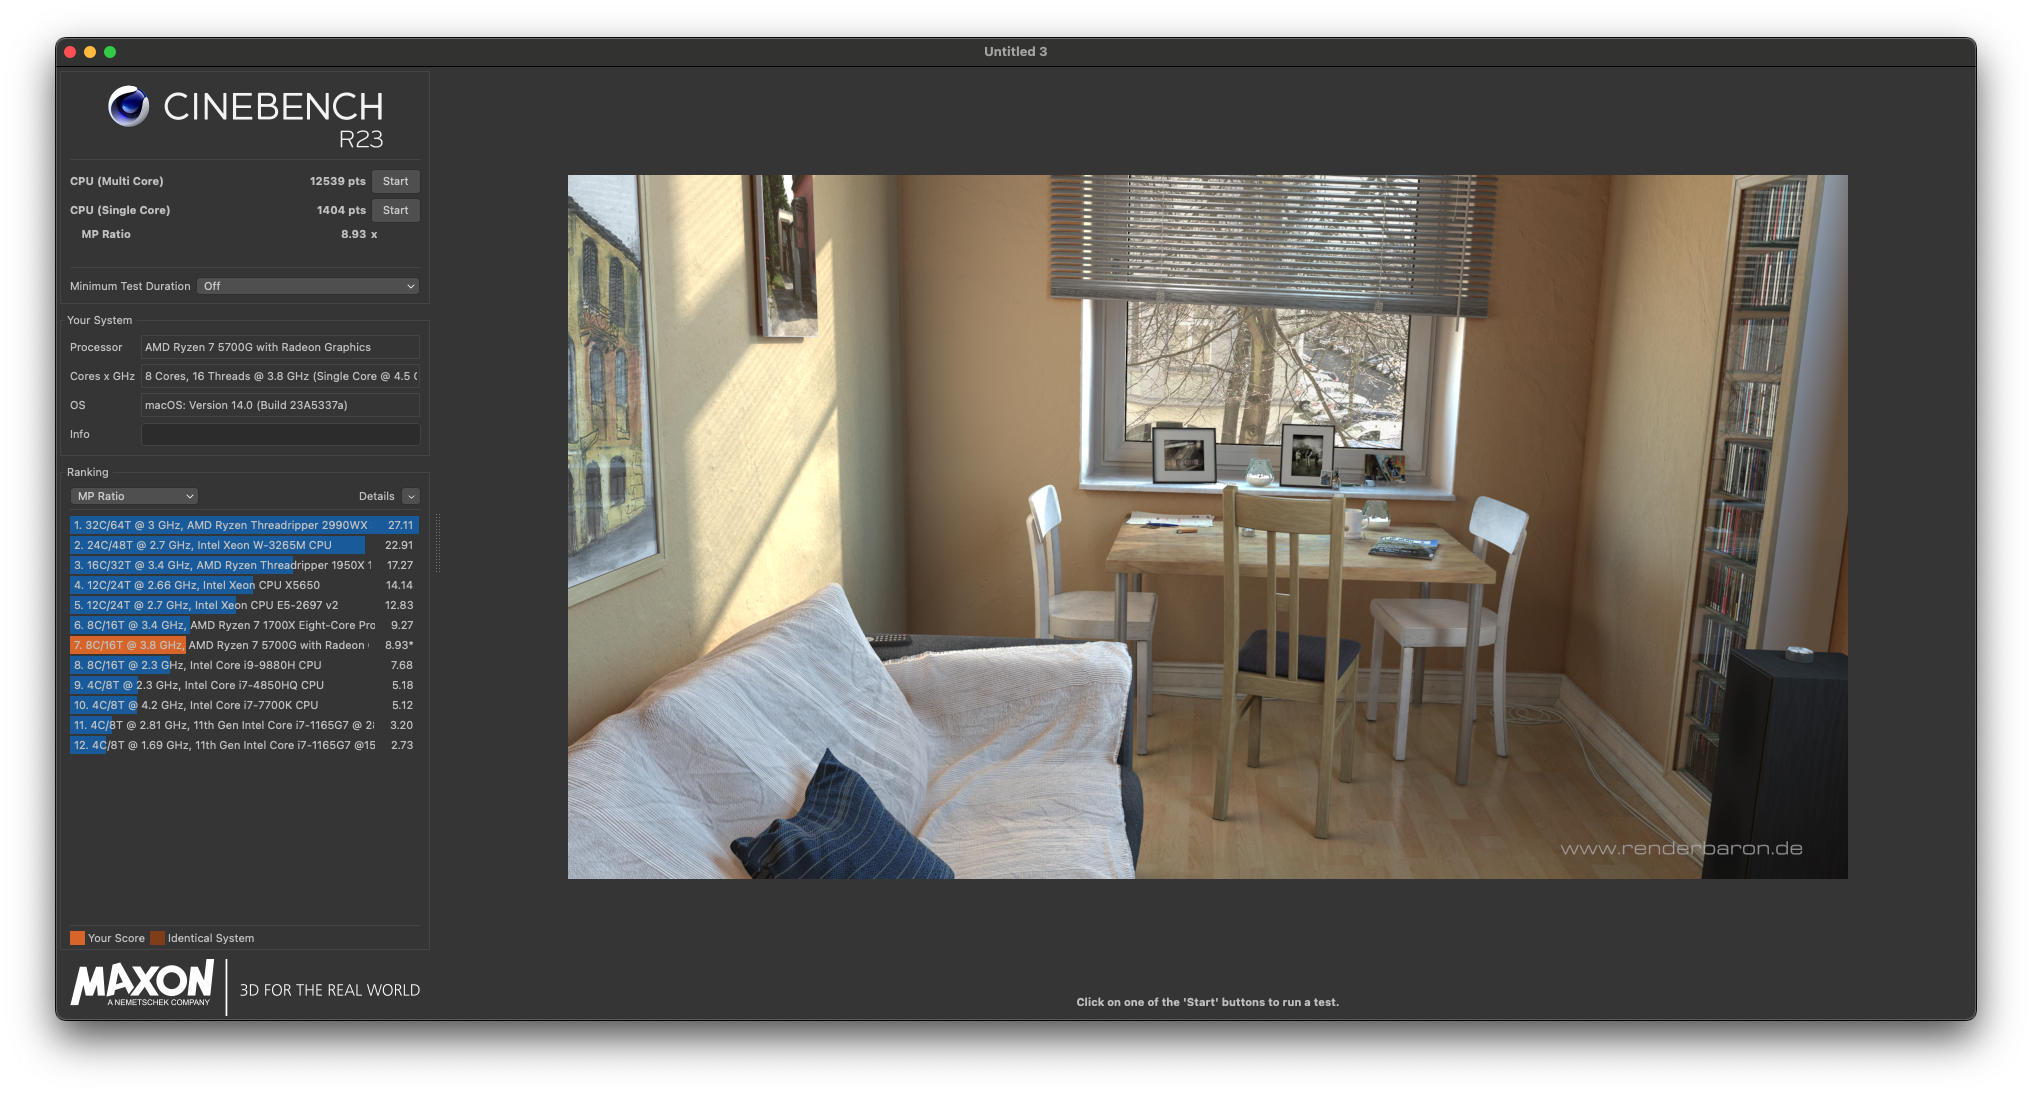 Untitled 3
CINEBENCH
R23
CPU (Multi Core) 12539 pts Start
CPU (Single Core) 1404 pts Start
MP Ratio 8.93 x
Minimum Test Duration Off
Your System
Processor AMD Ryzen 7 5700G with Radeon Graphics
Cores x GHz 8 Cores, 16 Threads @ 3.8 GHz (Single Core @ 4.5
OS macOS: Version 14.0 (Build 23A5337a)
Info
Ranking
MP Ratio Details
1. 32C/64T @ 3 GHz, AMD Ryzen Threadripper 2990WX 27.11
2. 24C/48T @ 2.7 GHz, Intel Xeon W-3265M CPU 22.91
3. 16C/32T @ 3.4 GHz, AMD Ryzen Threadripper 1950X 1 17.27
4. 12C/24T @ 2.66 GHz, Intel Xeon CPU X5650 14.14
5. 12C/24T @ 2.7 GHz, Intel Xeon CPU E5-2697 v2 12.83
6. 8C/16T @ 3.4 GHz, AMD Ryzen 7 1700X Eight-Core Pro 9.27
7. 8C/16T @ 3.8 GHz, AMD Ryzen 7 5700G with Radeon 8.93*
8. 8C/16T @ 2.3 GHz, Intel Core i9-9880H CPU 7.68
9. 4C/8T @ 2.3 GHz, Intel Core i7-4850HQ CPU 5.18
10. 4C/8T @ 4.2 GHz, Intel Core i7-7700K CPU 5.12
11. 4C/8T @ 2.81 GHz, 11th Gen Intel Core i7-1165G7 @ 28 3.20
12. 4C/8T @ 1.69 GHz, 11th Gen Intel Core i7-1165G7 @15 2.73
Your Score Identical System
MAXON
A NEMETSCHEK COMPANY
3D FOR THE REAL WORLD
www.renderbaron.de
Click on one of the 'Start' buttons to run a test.